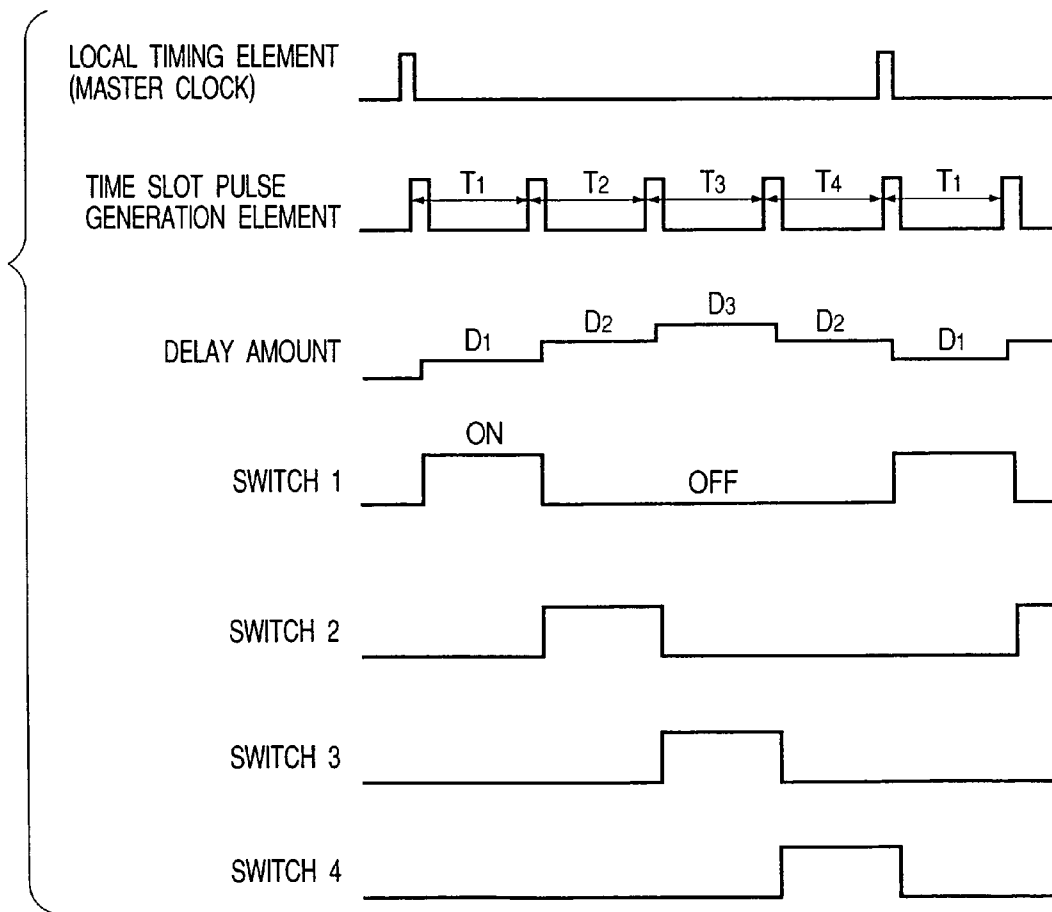 LOCAL TIMING ELEMENT
(MASTER CLOCK)
TIME SLOT PULSE
GENERATION ELEMENT
T1 T2 T3 T4 T1
DELAY AMOUNT
D1 D2 D3 D2 D1
SWITCH 1
ON
OFF
SWITCH 2
SWITCH 3
SWITCH 4